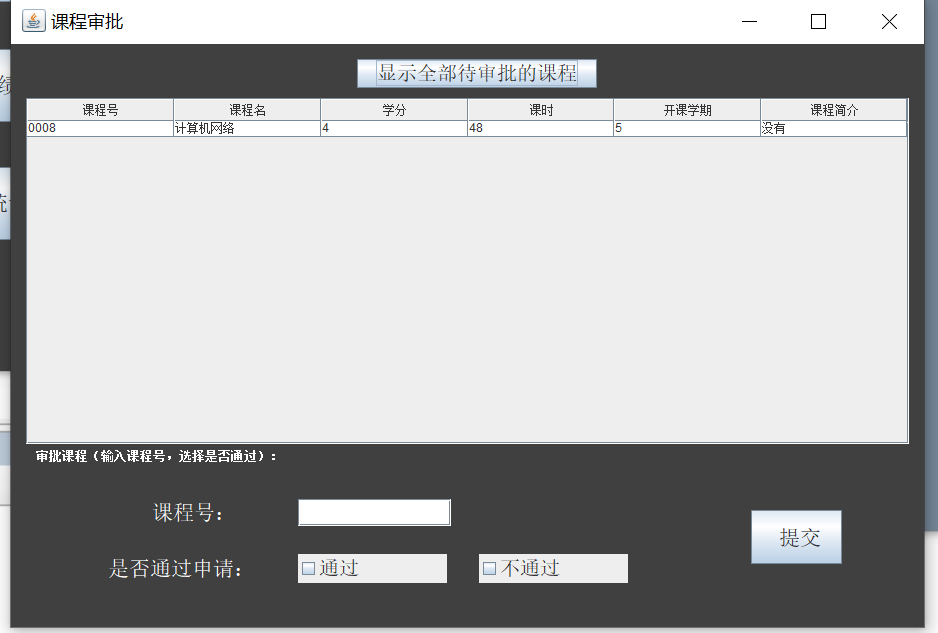 课程审批
显示全部待审批的课程
课程号 课程名 学分 课时 开课学期 课程简介
0008 计算机网络 4 48 5 没有
审批课程（输入课程号，选择是否通过）：
课程号：
提交
是否通过申请： 通过 不通过